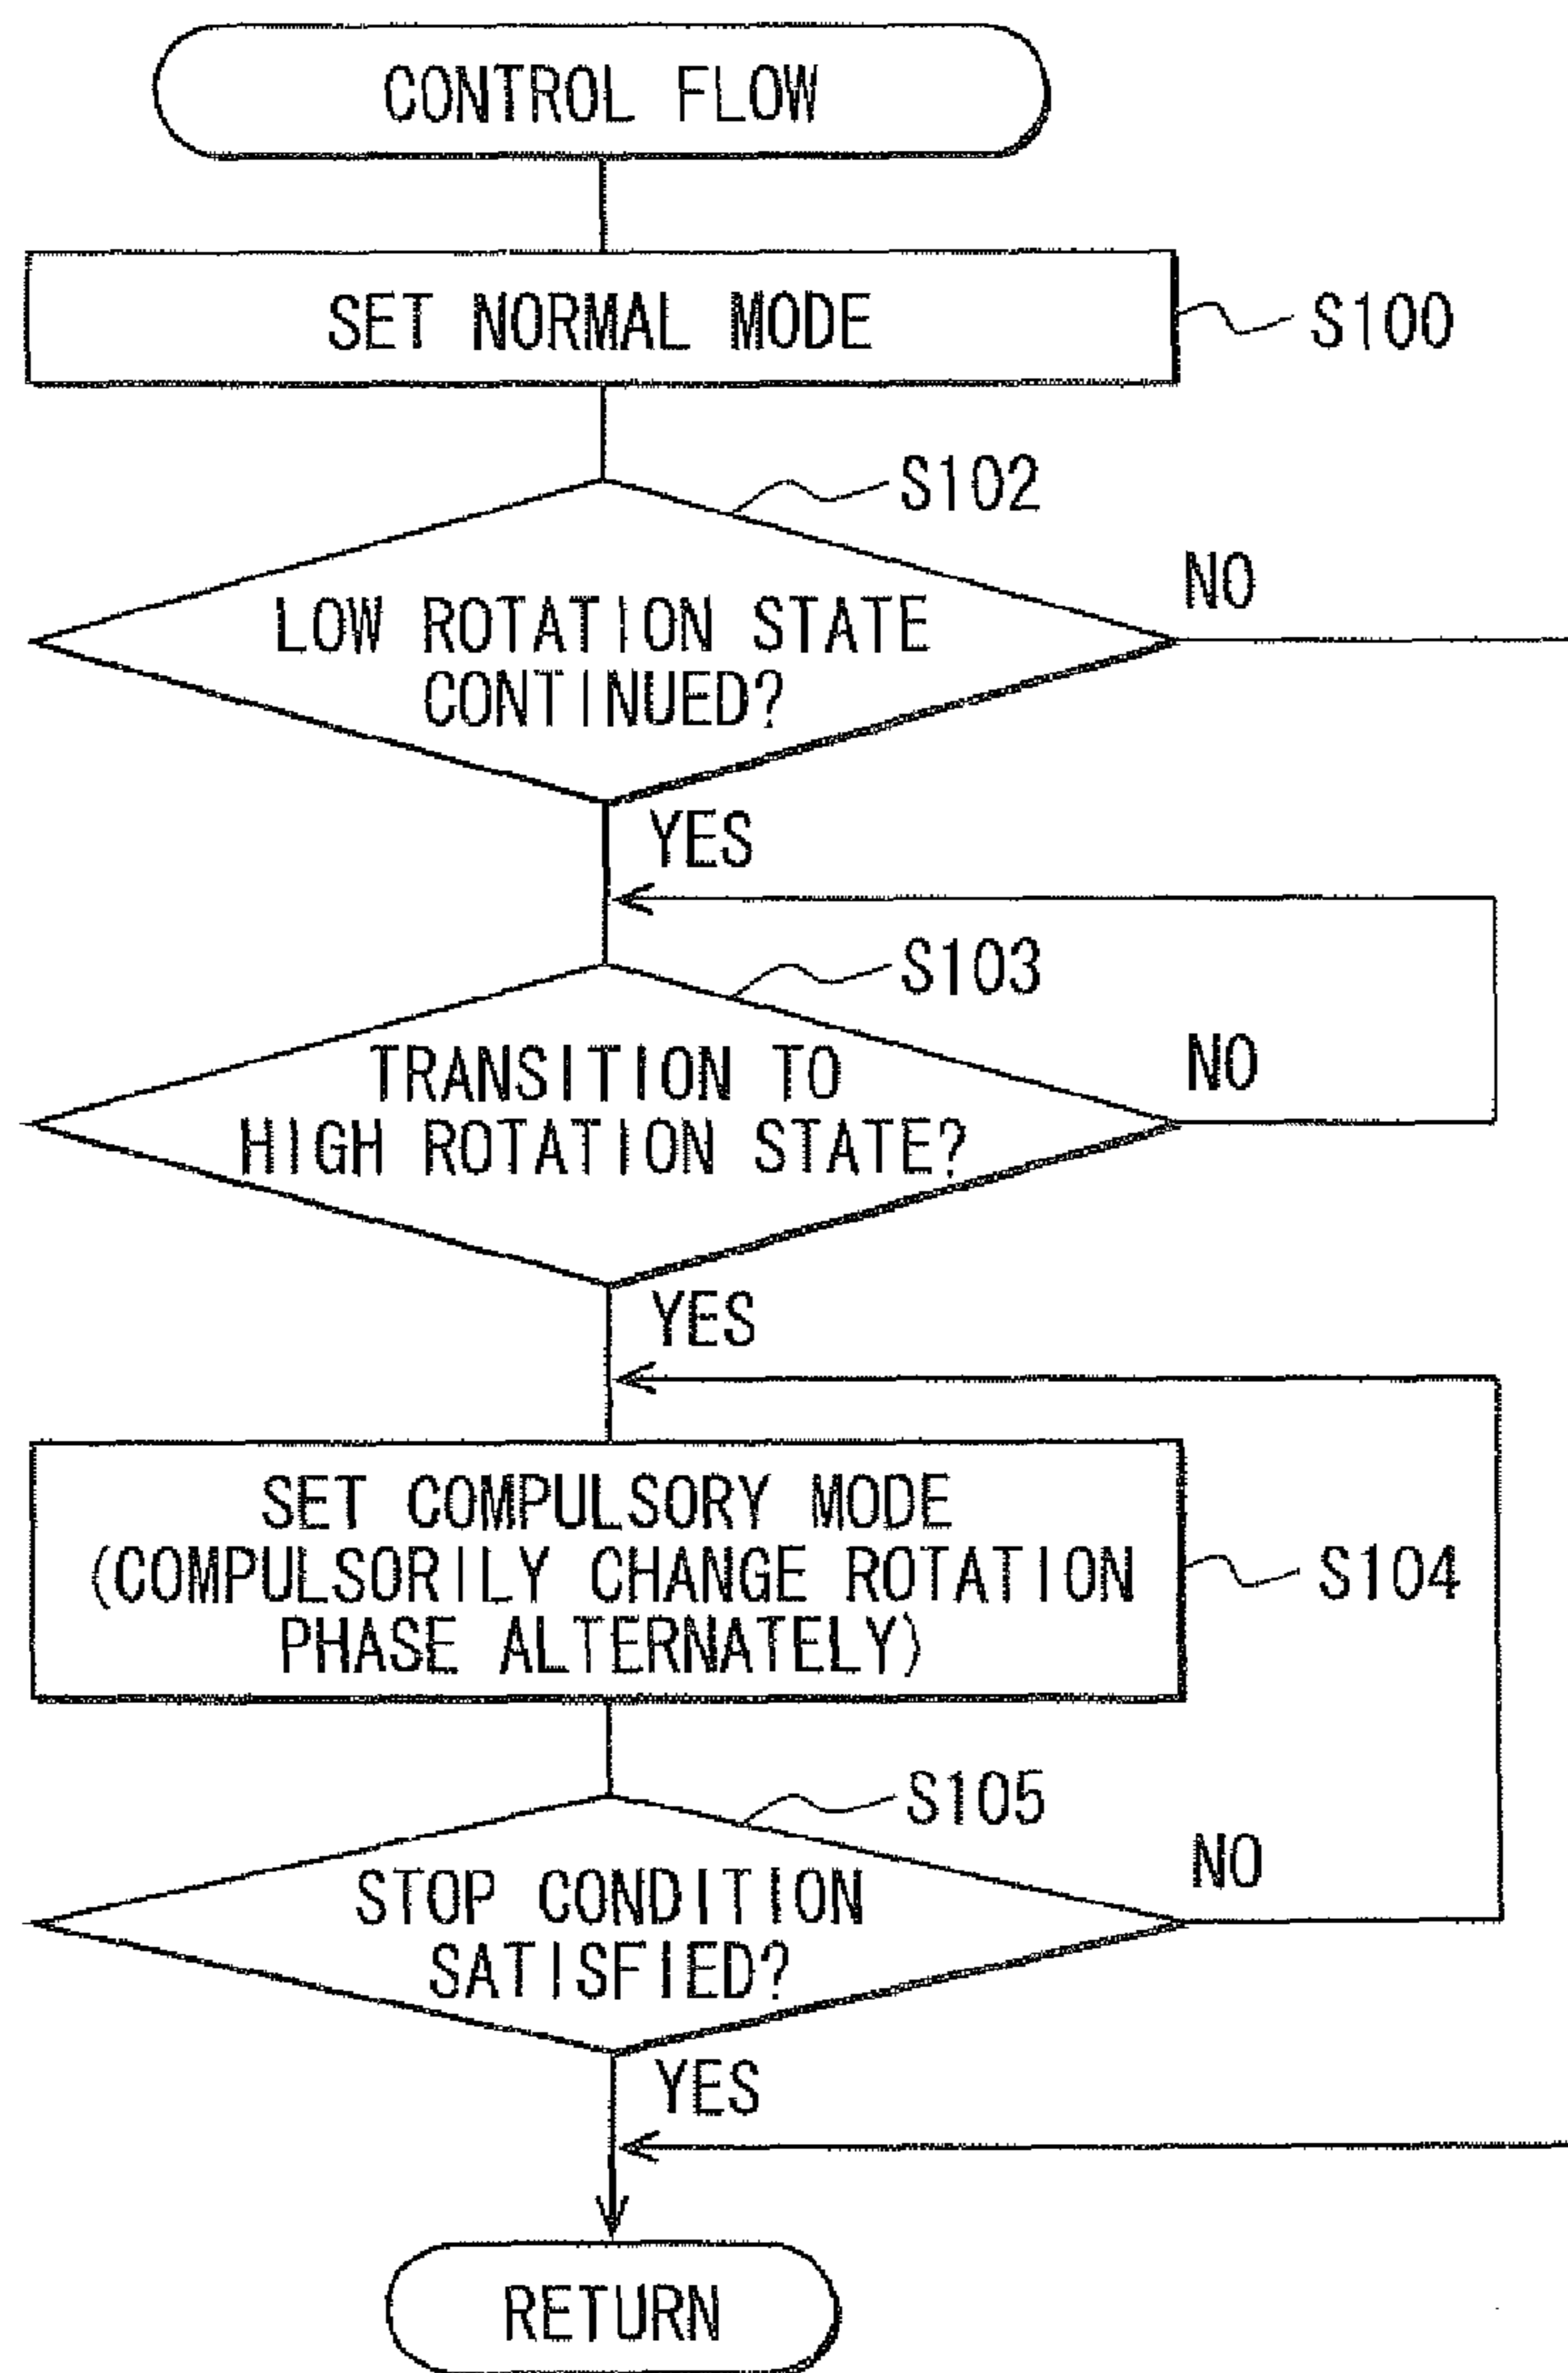 CONTROL FLOW
SET NORMAL MODE
S100
S102
NO
LOW ROTATION STATE
CONTINUED?
YES
S103
NO
TRANSITION TO
HIGH ROTATION STATE?
YES
SET COMPULSORY MODE
(COMPULSORILY CHANGE ROTATION
PHASE ALTERNATELY)
S104
S105
NO
STOP CONDITION
SATISFIED?
YES
RETURN